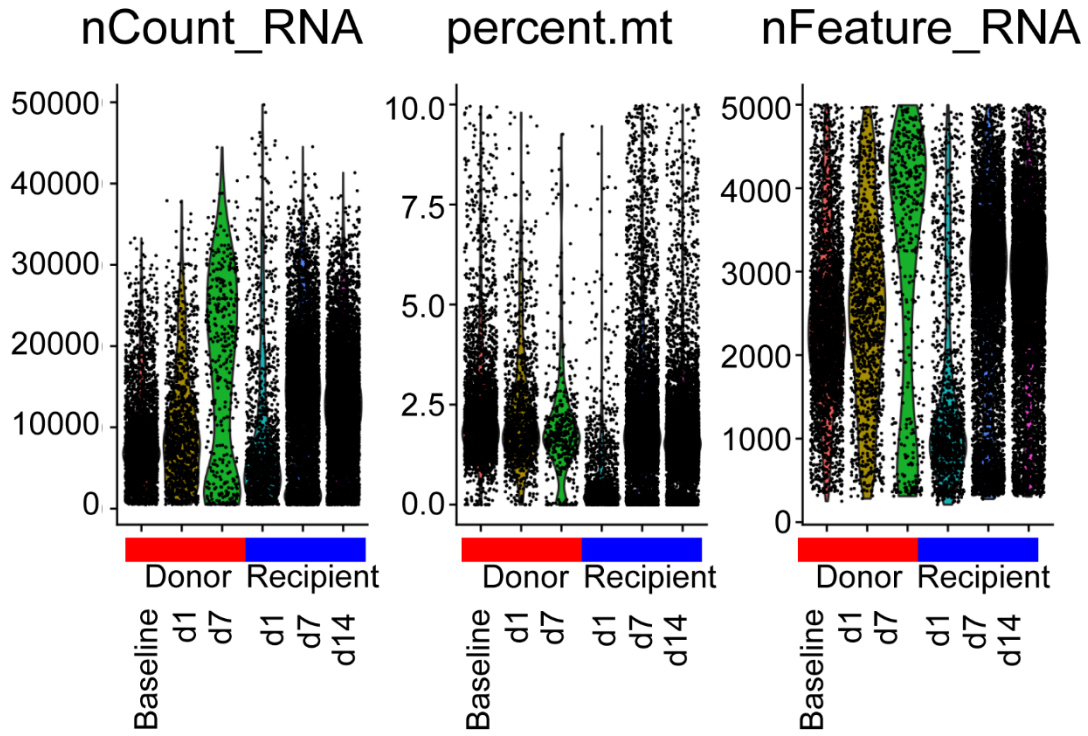 nCount_RNA percent.mt nFeature_RNA
50000 10.0 5000
40000 7.5 4000
30000 5.0 3000
20000 2.5 2000
10000 0.0 1000
0 0
Donor Recipient Donor Recipient Donor Recipient
Baseline d1 d7 d1 d7 d14 Baseline d1 d7 d1 d7 d14 Baseline d1 d7 d1 d7 d14